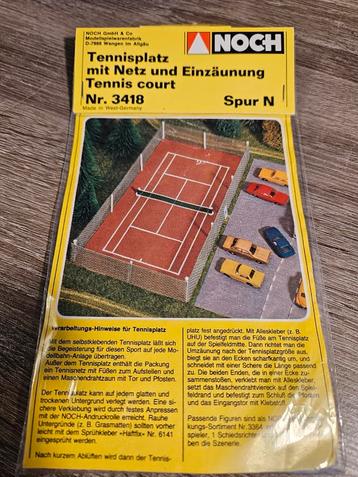 NOCH GmbH & Co
Modellspielwarenfabrik
D-7988 Wangen im Allgäu
NOCH
Tennisplatz
mit Netz und Einzäunung
Tennis court
Nr. 3418
Spur N
Made in West-Germany
Verarbeitungs-Hinweise für Tennisplatz
Mit dem selbstklebenden Tennisplatz läßt sich
die Begeisterung für diesen Sport auf jede Mo-
dellbahn-Anlage übertragen.
Außer dem Tennisplatz enthält die Packung
ein Tennisnetz mit Füßen zum Aufstellen und
einen Maschendrahtzaun mit Tor und Pfosten.
Der Tennisplatz kann auf jedem glatten und
trockenen Untergrund verlegt werden. Eine si-
chere Verklebung wird durch festes Anpressen
mit der NOCH-Andruckrolle erreicht. Rauhe
Untergründe (z. B. Grasmatten) sollten vorher
leicht mit dem Sprühkleber »Haftfix« Nr. 6141
eingesprüht werden.
Nach kurzem Ablüften wird dann der Tennis-
platz fest angedrückt. Mit Alleskleber (z. B.
UHU) befestigt man die Füße am Tennisplatz
auf der Spielfeldmitte. Dann richtet man die
Umzäunung nach der Tennisplatzgröße aus,
biegt sie an den Ecken scharfkantig um, und
schneidet mit einer Schere die Länge passend
zu. Die beiden Enden, die in einer Ecke zu-
sammenstoßen, verklebt man mit Alleskleber,
setzt das Maschendrahtviereck auf den Spiel-
feldrand und befestigt zum Schluß die Pfosten
und das Eingangstor mit Klebstoff.
Passende Figuren sind als NOCH
kungs-Sortiment Nr. 3364
spieler, 1 Schiedsrichter
ben die Szenerie.